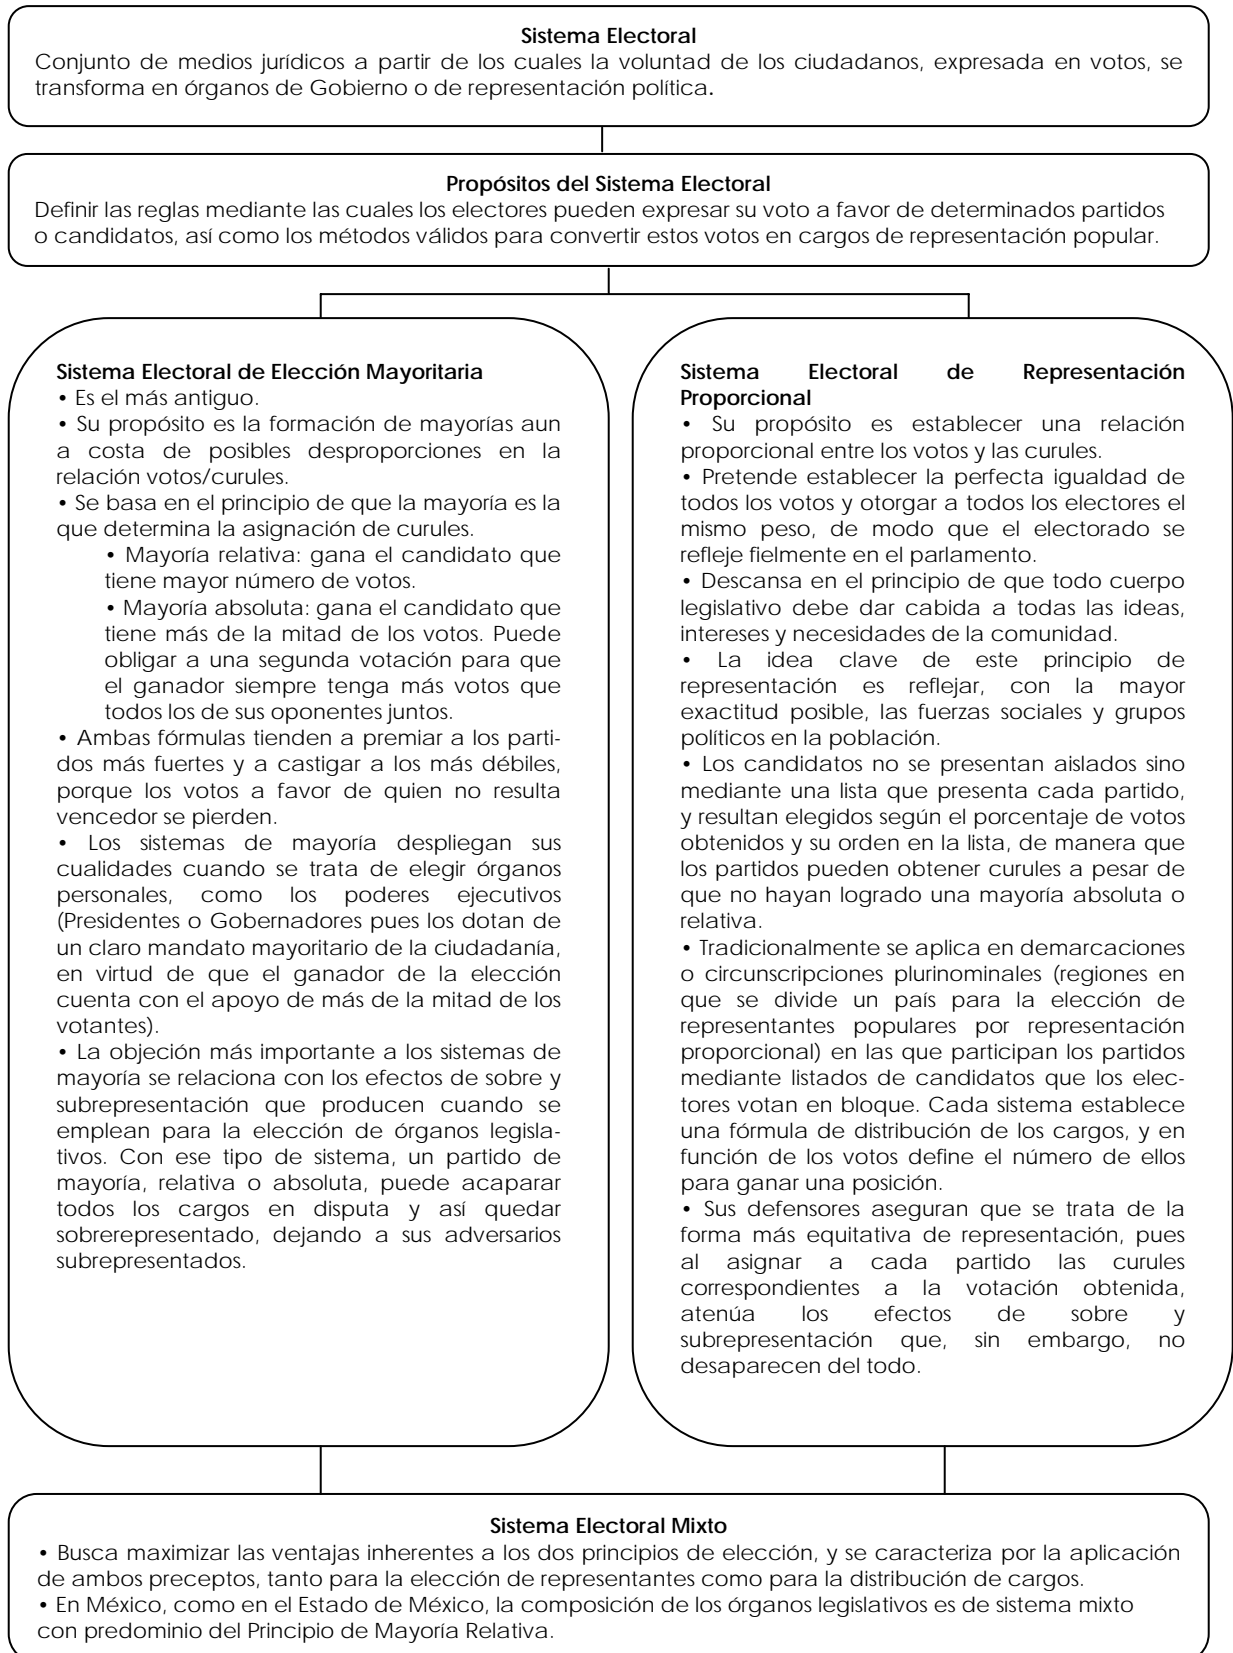 Sistema Electoral
Conjunto de medios jurídicos a partir de los cuales la voluntad de los ciudadanos, expresada en votos, se
transforma en órganos de Gobierno o de representación política.
Propósitos del Sistema Electoral
Definir las reglas mediante las cuales los electores pueden expresar su voto a favor de determinados partidos
o candidatos, así como los métodos válidos para convertir estos votos en cargos de representación popular.
Sistema Electoral de Elección Mayoritaria
• Es el más antiguo.
• Su propósito es la formación de mayorías aun
a costa de posibles desproporciones en la
relación votos/curules.
• Se basa en el principio de que la mayoría es la
que determina la asignación de curules.
• Mayoría relativa: gana el candidato que
tiene mayor número de votos.
• Mayoría absoluta: gana el candidato que
tiene más de la mitad de los votos. Puede
obligar a una segunda votación para que
el ganador siempre tenga más votos que
todos los de sus oponentes juntos.
• Ambas fórmulas tienden a premiar a los parti-
dos más fuertes y a castigar a los más débiles,
porque los votos a favor de quien no resulta
vencedor se pierden.
• Los sistemas de mayoría despliegan sus
cualidades cuando se trata de elegir órganos
personales, como los poderes ejecutivos
(Presidentes o Gobernadores pues los dotan de
un claro mandato mayoritario de la ciudadanía,
en virtud de que el ganador de la elección
cuenta con el apoyo de más de la mitad de los
votantes).
• La objeción más importante a los sistemas de
mayoría se relaciona con los efectos de sobre y
subrepresentación que producen cuando se
emplean para la elección de órganos legisla-
tivos. Con ese tipo de sistema, un partido de
mayoría, relativa o absoluta, puede acaparar
todos los cargos en disputa y así quedar
sobrerepresentado, dejando a sus adversarios
subrepresentados.
Sistema Electoral de Representación
Proporcional
• Su propósito es establecer una relación
proporcional entre los votos y las curules.
• Pretende establecer la perfecta igualdad de
todos los votos y otorgar a todos los electores el
mismo peso, de modo que el electorado se
refleje fielmente en el parlamento.
• Descansa en el principio de que todo cuerpo
legislativo debe dar cabida a todas las ideas,
intereses y necesidades de la comunidad.
• La idea clave de este principio de
representación es reflejar, con la mayor
exactitud posible, las fuerzas sociales y grupos
políticos en la población.
• Los candidatos no se presentan aislados sino
mediante una lista que presenta cada partido,
y resultan elegidos según el porcentaje de votos
obtenidos y su orden en la lista, de manera que
los partidos pueden obtener curules a pesar de
que no hayan logrado una mayoría absoluta o
relativa.
• Tradicionalmente se aplica en demarcaciones
o circunscripciones plurinominales (regiones en
que se divide un país para la elección de
representantes populares por representación
proporcional) en las que participan los partidos
mediante listados de candidatos que los elec-
tores votan en bloque. Cada sistema establece
una fórmula de distribución de los cargos, y en
función de los votos define el número de ellos
para ganar una posición.
• Sus defensores aseguran que se trata de la
forma más equitativa de representación, pues
al asignar a cada partido las curules
correspondientes a la votación obtenida,
atenúa los efectos de sobre y
subrepresentación que, sin embargo, no
desaparecen del todo.
Sistema Electoral Mixto
• Busca maximizar las ventajas inherentes a los dos principios de elección, y se caracteriza por la aplicación
de ambos preceptos, tanto para la elección de representantes como para la distribución de cargos.
• En México, como en el Estado de México, la composición de los órganos legislativos es de sistema mixto
con predominio del Principio de Mayoría Relativa.